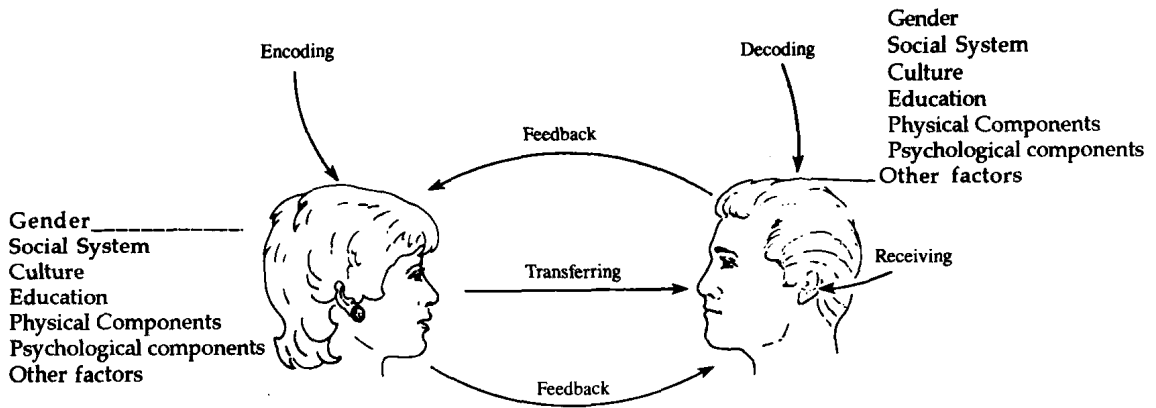 Gender
Social System
Culture
Education
Physical Components
Psychological components
Other factors
Encoding
Decoding
Feedback
Gender
Social System
Culture
Education
Physical Components
Psychological components
Other factors
Transferring
Receiving
Feedback